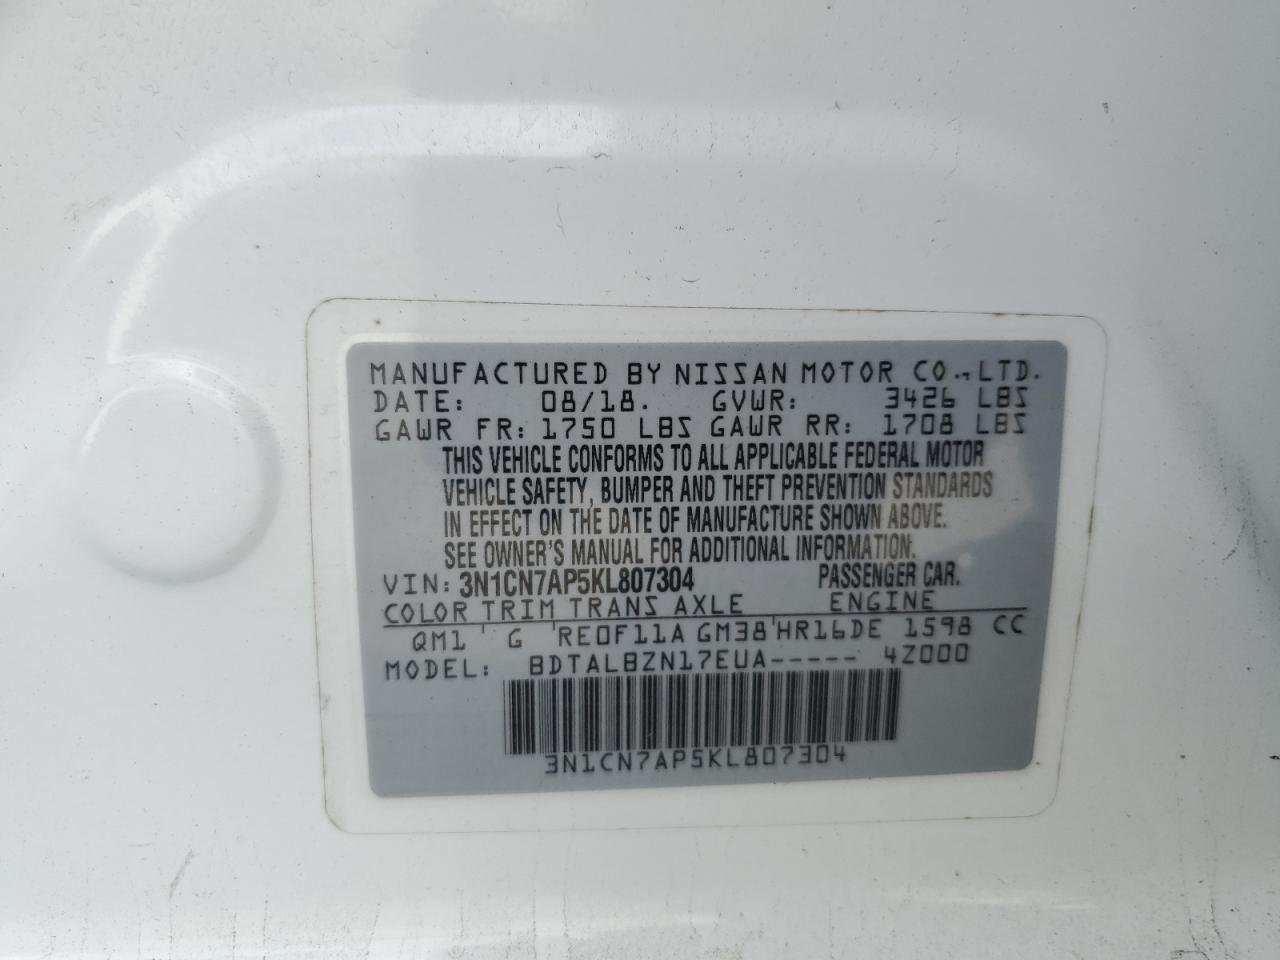 MANUFACTURED BY NISSAN MOTOR CO.,LTD.
DATE: 08/18. GVWR: 3426 LBS
GAWR FR: 1750 LBS GAWR RR: 1708 LBS
THIS VEHICLE CONFORMS TO ALL APPLICABLE FEDERAL MOTOR
VEHICLE SAFETY, BUMPER AND THEFT PREVENTION STANDARDS
IN EFFECT ON THE DATE OF MANUFACTURE SHOWN ABOVE.
SEE OWNER'S MANUAL FOR ADDITIONAL INFORMATION.
VIN: 3N1CN7AP5KL807304 PASSENGER CAR.
COLOR TRIM TRANS AXLE ENGINE
QM1 G RE0F11A GM38 HR16DE 1598 CC
MODEL: BDTALBZN17EUA----- 4Z000
3N1CN7AP5KL807304